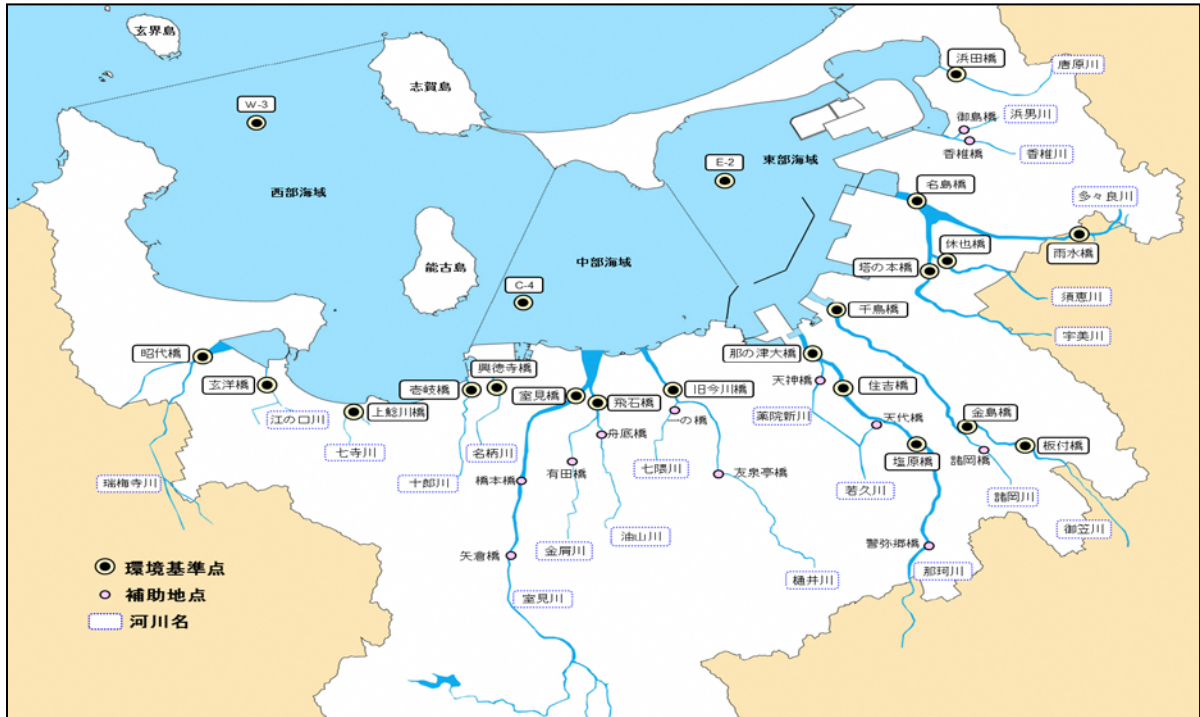 玄界島
志賀島
浜田橋
唐原川
W-3
御島橋
浜男川
香椎橋
香椎川
東部海域
E-2
西部海域
名島橋
多々良川
能古島
中部海域
休也橋
雨水橋
塔の本橋
C-4
須恵川
千鳥橋
宇美川
昭代橋
那の津大橋
興徳寺橋
玄洋橋
壱岐橋
室見橋
旧今川橋
天神橋
住吉橋
飛石橋
上鯰川橋
江の口川
一の橋
薬院新川
天代橋
金島橋
舟底橋
七寺川
名柄川
板付橋
塩原橋
諸岡橋
有田橋
七隈川
友泉亭橋
瑞梅寺川
十郎川
橋本橋
若久川
諸岡川
油山川
御笠川
金屑川
矢倉橋
警弥郷橋
樋井川
那珂川
室見川
環境基準点
補助地点
河川名